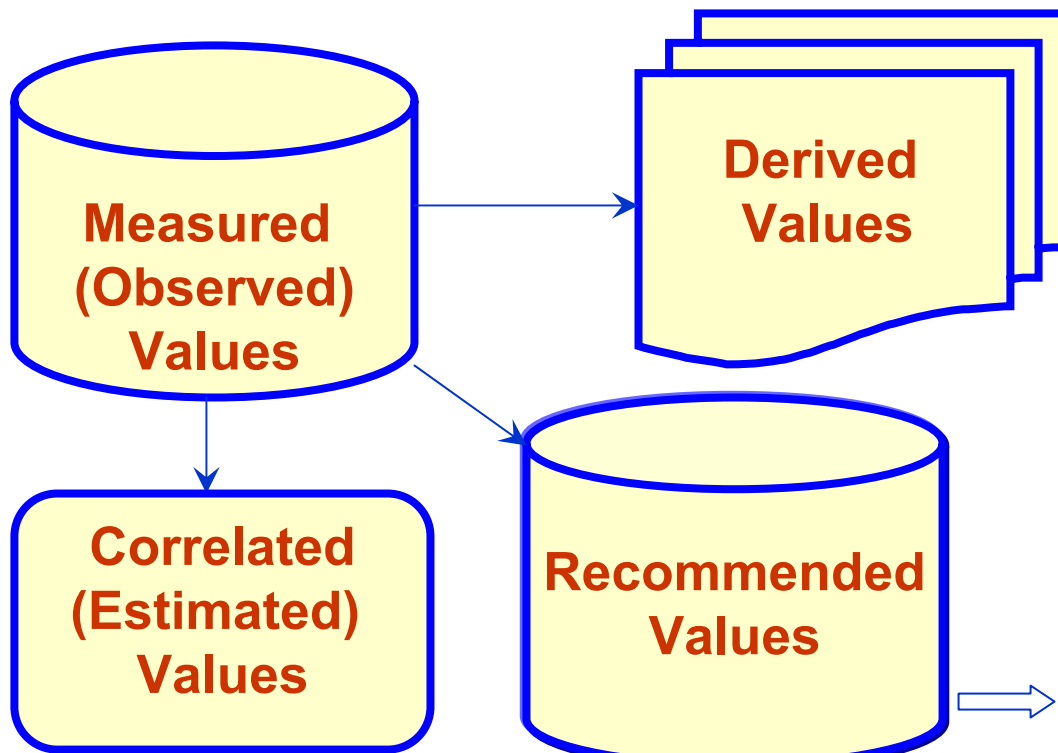 Measured
(Observed)
Values
Derived
Values
Correlated
(Estimated)
Values
Recommended
Values